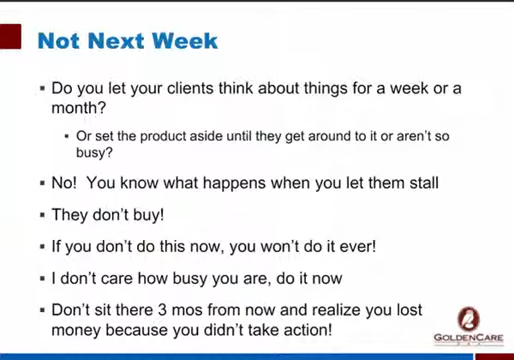 Not Next Week
▪ Do you let your clients think about things for a week or a
month?
▪ Or set the product aside until they get around to it or aren't so
busy?
▪ No!  You know what happens when you let them stall
▪ They don't buy!
▪ If you don't do this now, you won't do it ever!
▪ I don't care how busy you are, do it now
▪ Don't sit there 3 mos from now and realize you lost
money because you didn't take action!
GOLDENCARE